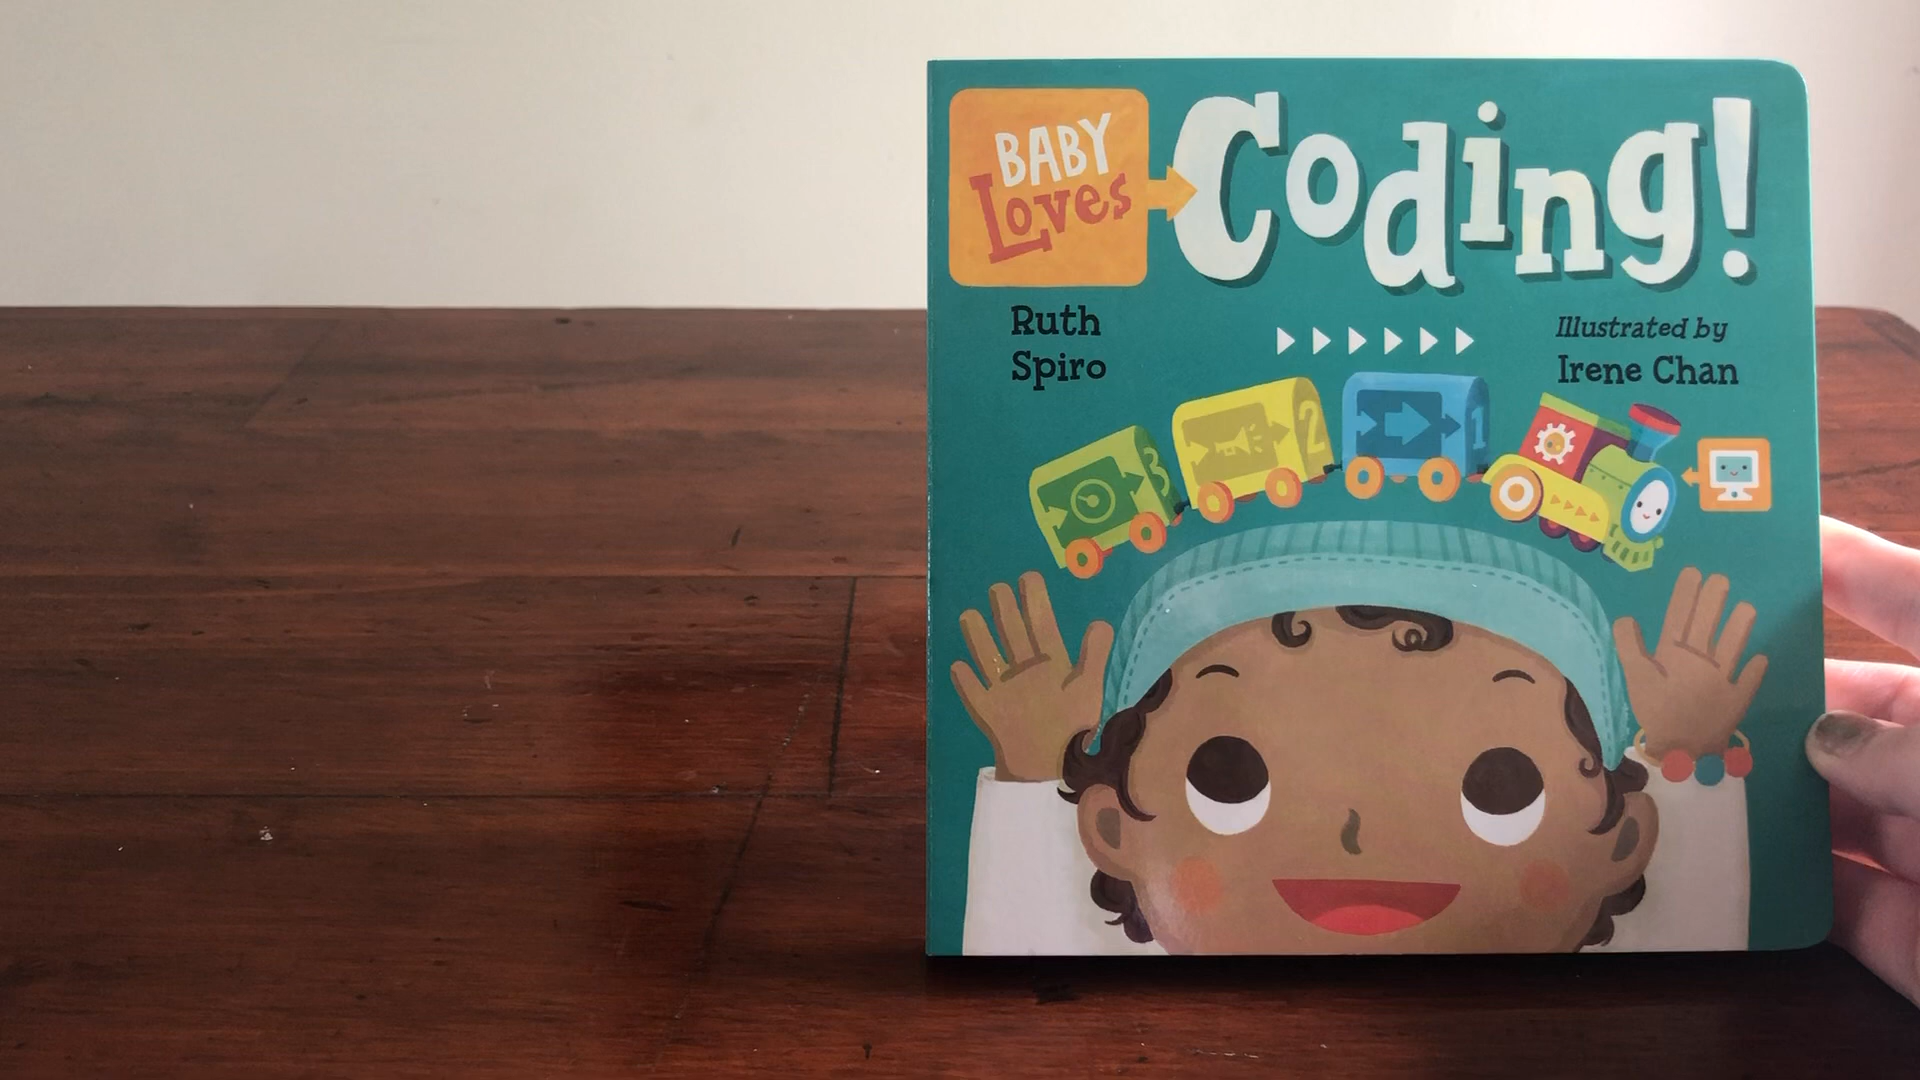 BABY
Loves
Coding!
Ruth
Spiro
Illustrated by
Irene Chan
3
2
1